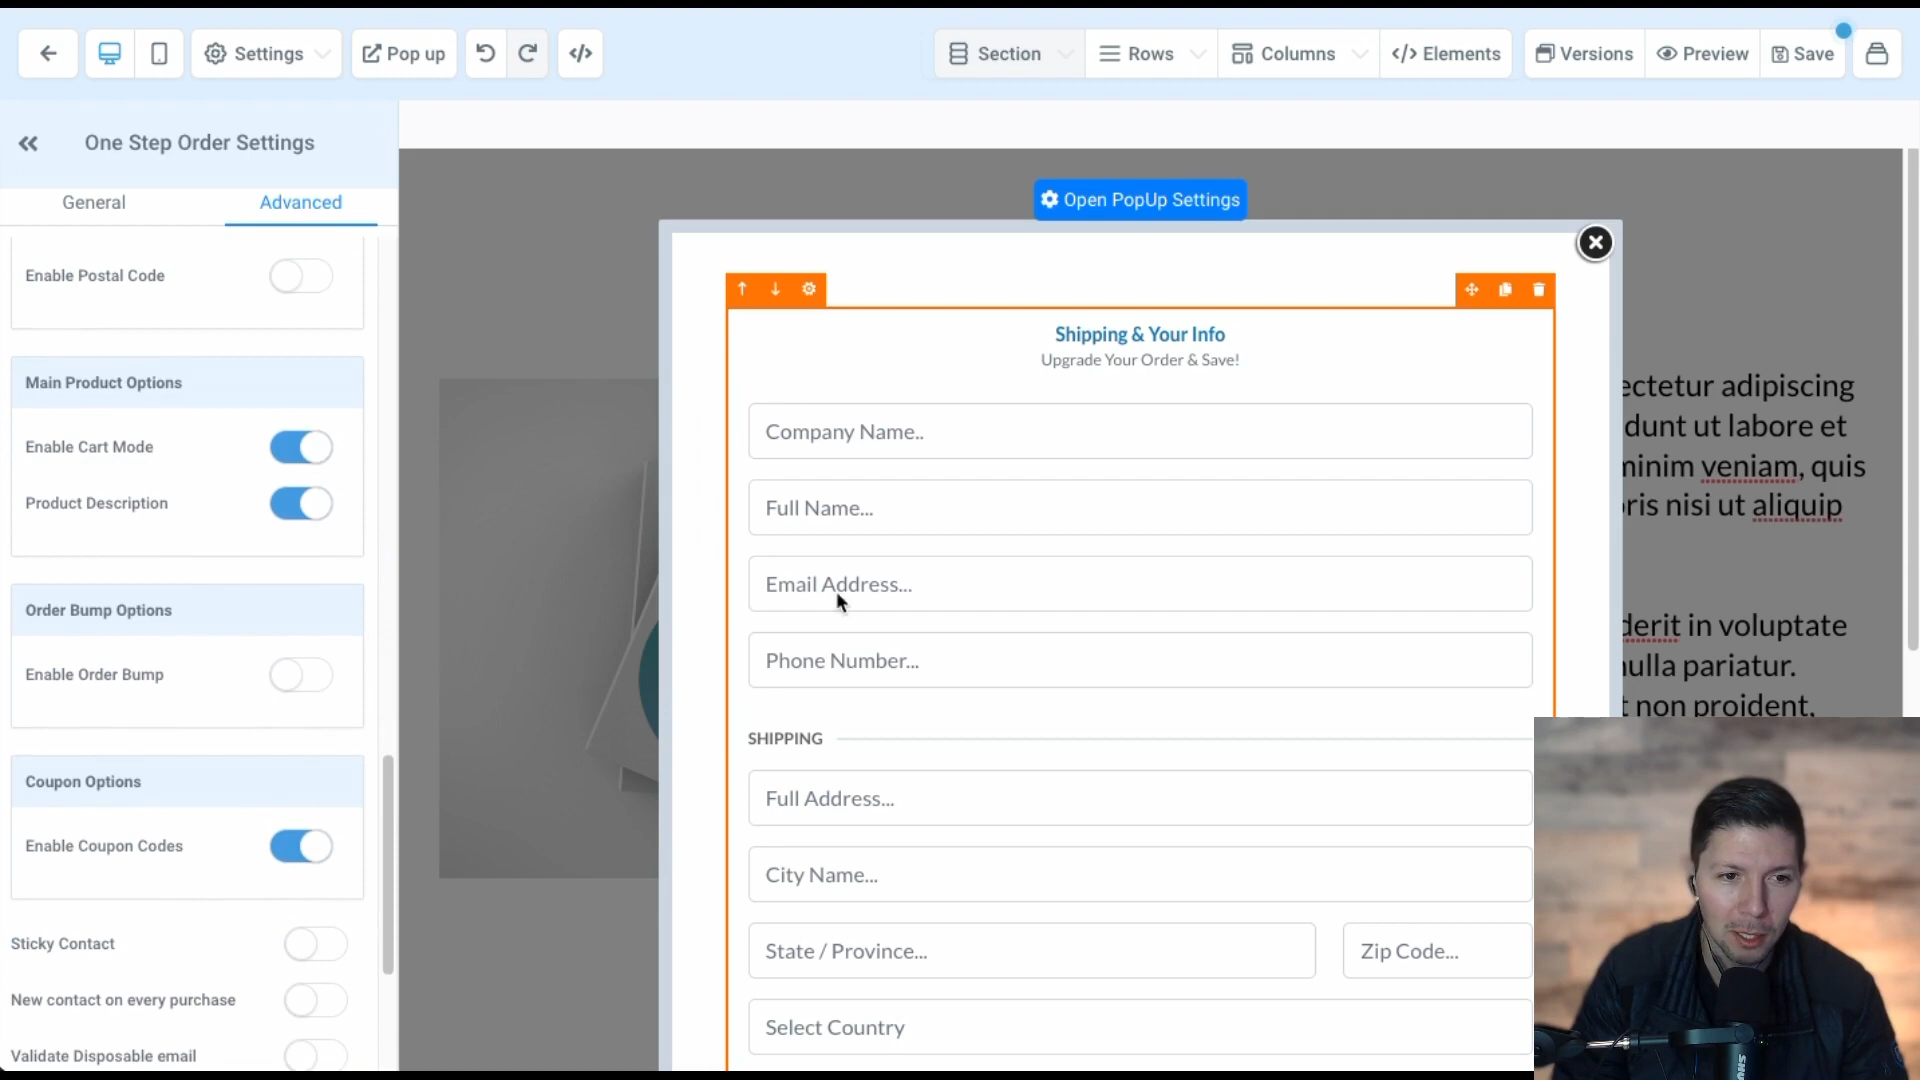 Settings
Pop up
Section
Rows
Columns
</> Elements
Versions
Preview
Save
One Step Order Settings
General
Advanced
Enable Postal Code
Main Product Options
Enable Cart Mode
Product Description
Order Bump Options
Enable Order Bump
Coupon Options
Enable Coupon Codes
Sticky Contact
New contact on every purchase
Validate Disposable email
Open PopUp Settings
Shipping & Your Info
Upgrade Your Order & Save!
Company Name..
Full Name...
Email Address...
Phone Number...
SHIPPING
Full Address...
City Name...
State / Province...
Zip Code...
Select Country
ectetur adipiscing
dunt ut labore et
minim veniam, quis
oris nisi ut aliquip
derit in voluptate
nulla pariatur.
t non proident,